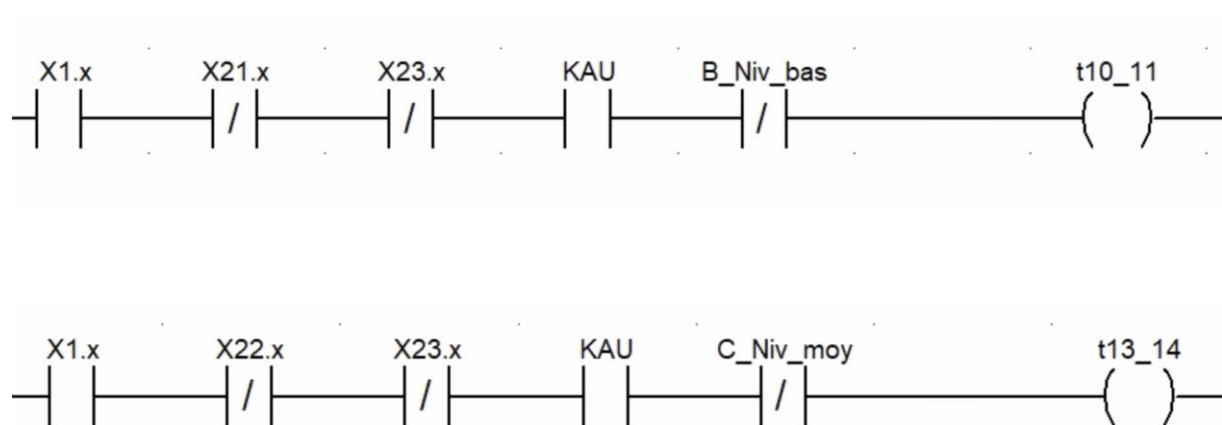 X1.x X21.x X23.x KAU B_Niv_bas t10_11
X1.x X22.x X23.x KAU C_Niv_moy t13_14